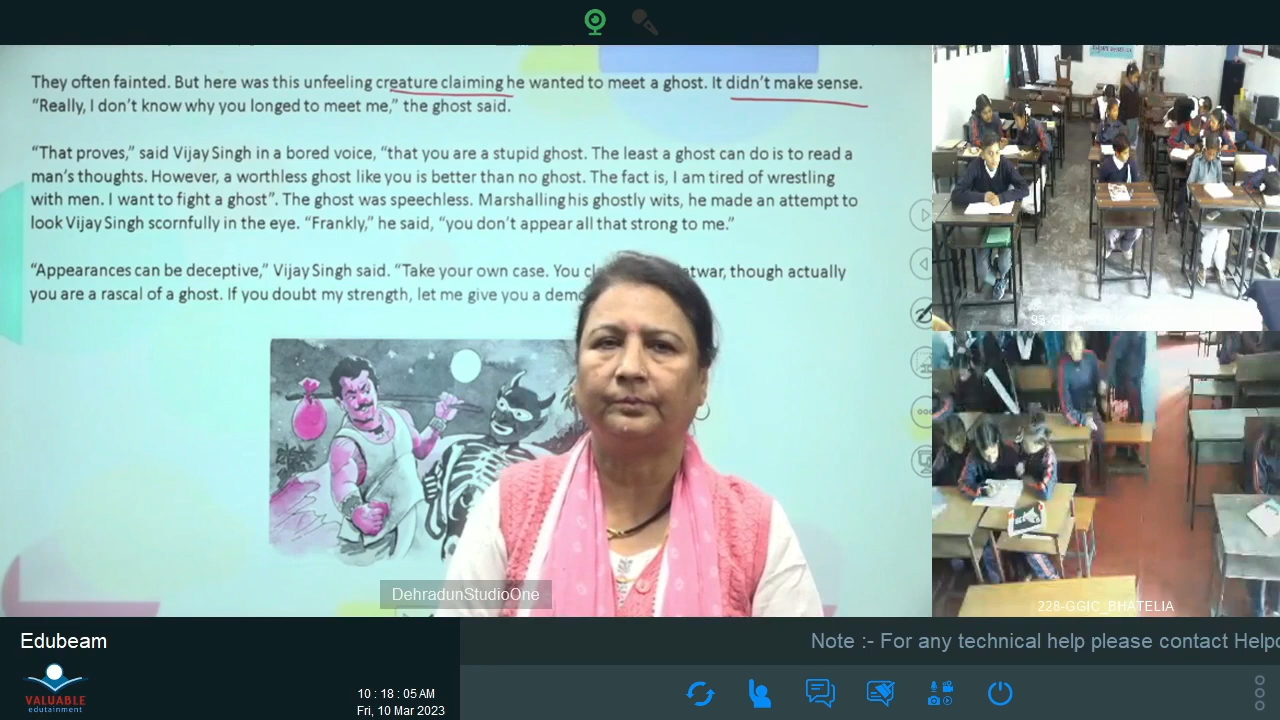 They often fainted. But here was this unfeeling creature claiming he wanted to meet a ghost. It didn't make sense.
"Really, I don't know why you longed to meet me," the ghost said.
"That proves," said Vijay Singh in a bored voice, "that you are a stupid ghost. The least a ghost can do is to read a
man's thoughts. However, a worthless ghost like you is better than no ghost. The fact is, I am tired of wrestling
with men. I want to fight a ghost". The ghost was speechless. Marshalling his ghostly wits, he made an attempt to
look Vijay Singh scornfully in the eye. "Frankly," he said, "you don't appear all that strong to me."
"Appearances can be deceptive," Vijay Singh said. "Take your own case. You though actually
you are a rascal of a ghost. If you doubt my strength, let me give you a
DehradunStudioOne
228-GGIC_BHATELIA
Edubeam
VALUABLE
edutainment
10 : 18 : 05 AM
Fri, 10 Mar 2023
Note :- For any technical help please contact